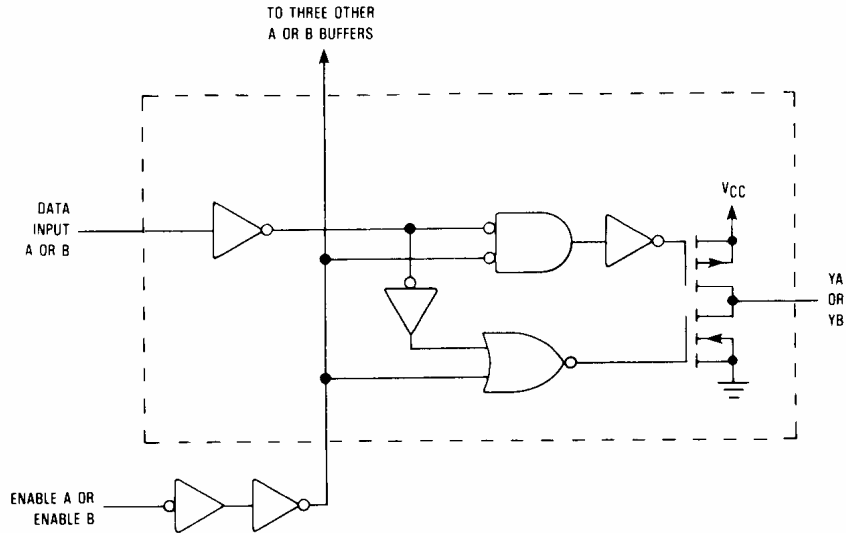 TO THREE OTHER
A OR B BUFFERS
VCC
DATA
INPUT
A OR B
YA
OR
YB
ENABLE A OR
ENABLE B